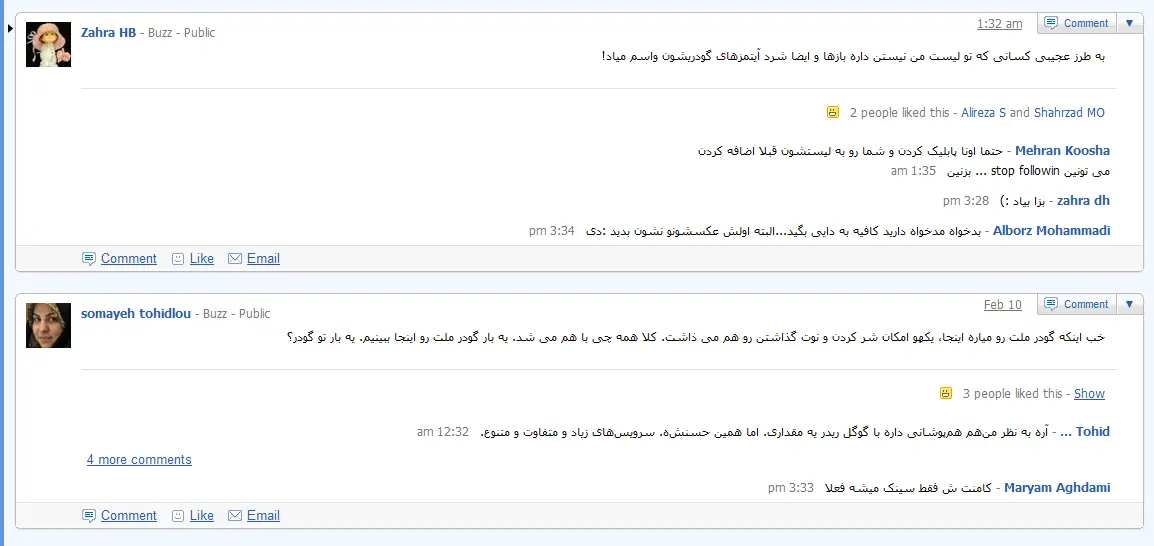 Zahra HB - Buzz - Public 1:32 am Comment
به طرز عجیبی کسانی که تو لیست من نیستن داره بازها و ایضا شرد آیتمزهای گودریشون واسم میاد!
2 people liked this - Alireza S and Shahrzad MO
Mehran Koosha - حتما اونا پابلیک کردن و شما رو به لیستشون قبلا اضافه کردن
می تونین stop followin ... بزنین 1:35 am
zahra dh - بزا بیاد :) 3:28 pm
Alborz Mohammadi - بدخواه مدخواه دارید کافیه به دایی بگید...البته اولش عکسشونو نشون بدید :دی 3:34 pm
Comment Like Email
somayeh tohidlou - Buzz - Public Feb 10 Comment
خب اینکه گودر ملت رو میاره اینجا، یکهو امکان شر کردن و نوت گذاشتن رو هم می ذاشت. کلا همه چی با هم می شد. یه بار گودر ملت رو اینجا ببینیم. یه بار تو گودر؟
3 people liked this - Show
Tohid ... - آره به نظر من‌هم هم‌پوشانی داره با گوگل ریدر یه مقداری. اما همین حسنش‌ه. سرویس‌های زیاد و متفاوت و متنوع. 12:32 am
4 more comments
Maryam Aghdami - کامنت ش فقط سینک میشه فعلا 3:33 pm
Comment Like Email